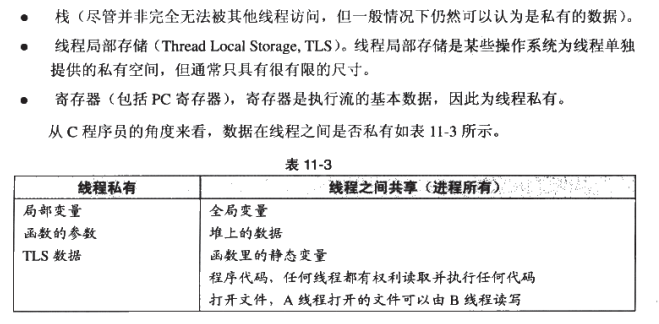 ● 栈（尽管并非完全无法被其他线程访问，但一般情况下仍然可以认为是私有的数据）。
● 线程局部存储（Thread Local Storage, TLS）。线程局部存储是某些操作系统为线程单独
提供的私有空间，但通常只具有很有限的尺寸。
● 寄存器（包括 PC 寄存器），寄存器是执行流的基本数据，因此为线程私有。
从 C 程序员的角度来看，数据在线程之间是否私有如表 11-3 所示。
表 11-3
线程私有 线程之间共享（进程所有）
局部变量 全局变量
函数的参数 堆上的数据
TLS 数据 函数里的静态变量
程序代码，任何线程都有权利读取并执行任何代码
打开文件，A 线程打开的文件可以由 B 线程读写